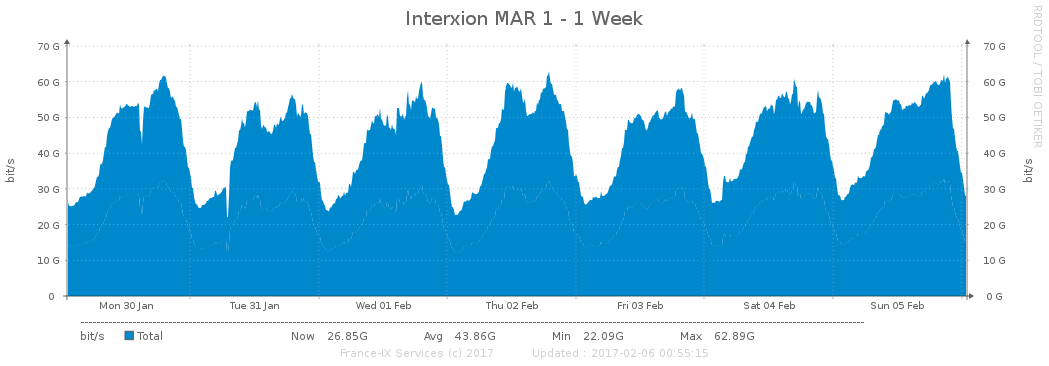 Interxion MAR 1 - 1 Week
RRDTOOL / TOBI OETIKER
bit/s
bit/s
70 G 70 G
60 G 60 G
50 G 50 G
40 G 40 G
30 G 30 G
20 G 20 G
10 G 10 G
0 0 G
Mon 30 Jan Tue 31 Jan Wed 01 Feb Thu 02 Feb Fri 03 Feb Sat 04 Feb Sun 05 Feb
bit/s Total Now 26.85G Avg 43.86G Min 22.09G Max 62.89G
France-IX Services (c) 2017 Updated : 2017-02-06 00:55:15